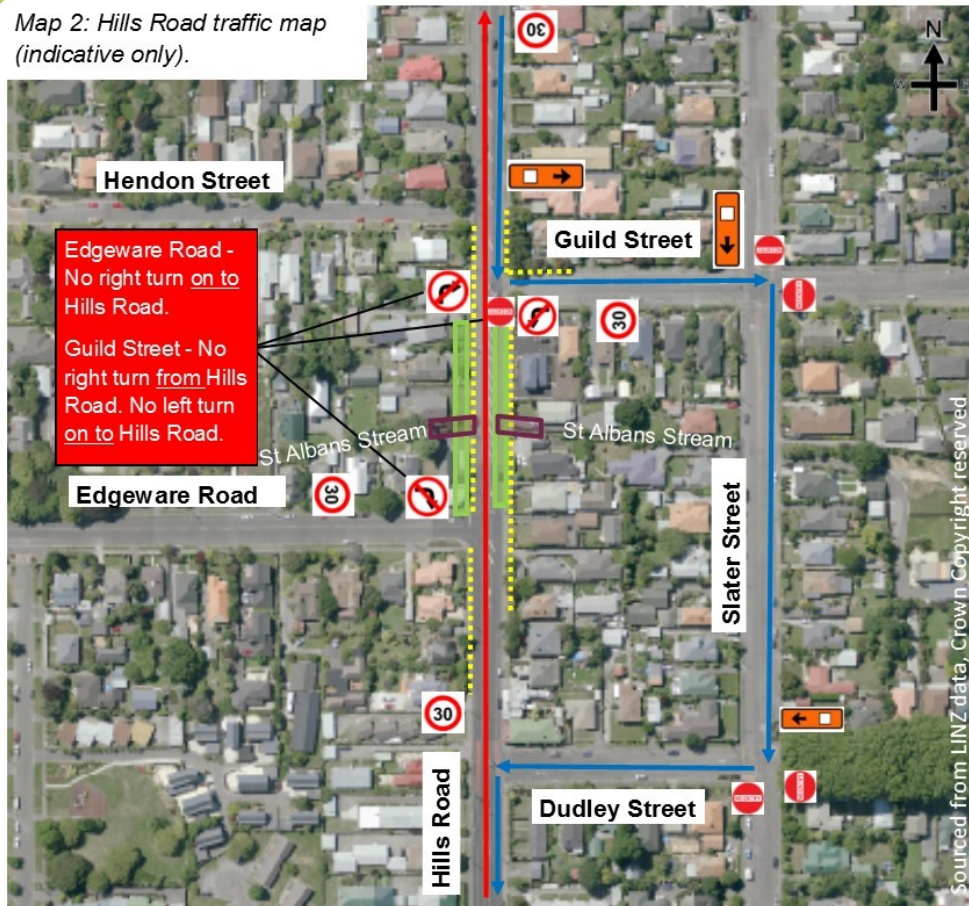 Map 2: Hills Road traffic map
(indicative only).
30
N
W
Hendon Street
Guild Street
Edgeware Road -
No right turn on to
Hills Road.
Guild Street - No
right turn from Hills
Road. No left turn
on to Hills Road.
30
St Albans Stream
St Albans Stream
Edgeware Road
30
Slater Street
30
Hills Road
Dudley Street
NO ENTRY
Sourced from LINZ data, Crown Copyright reserved